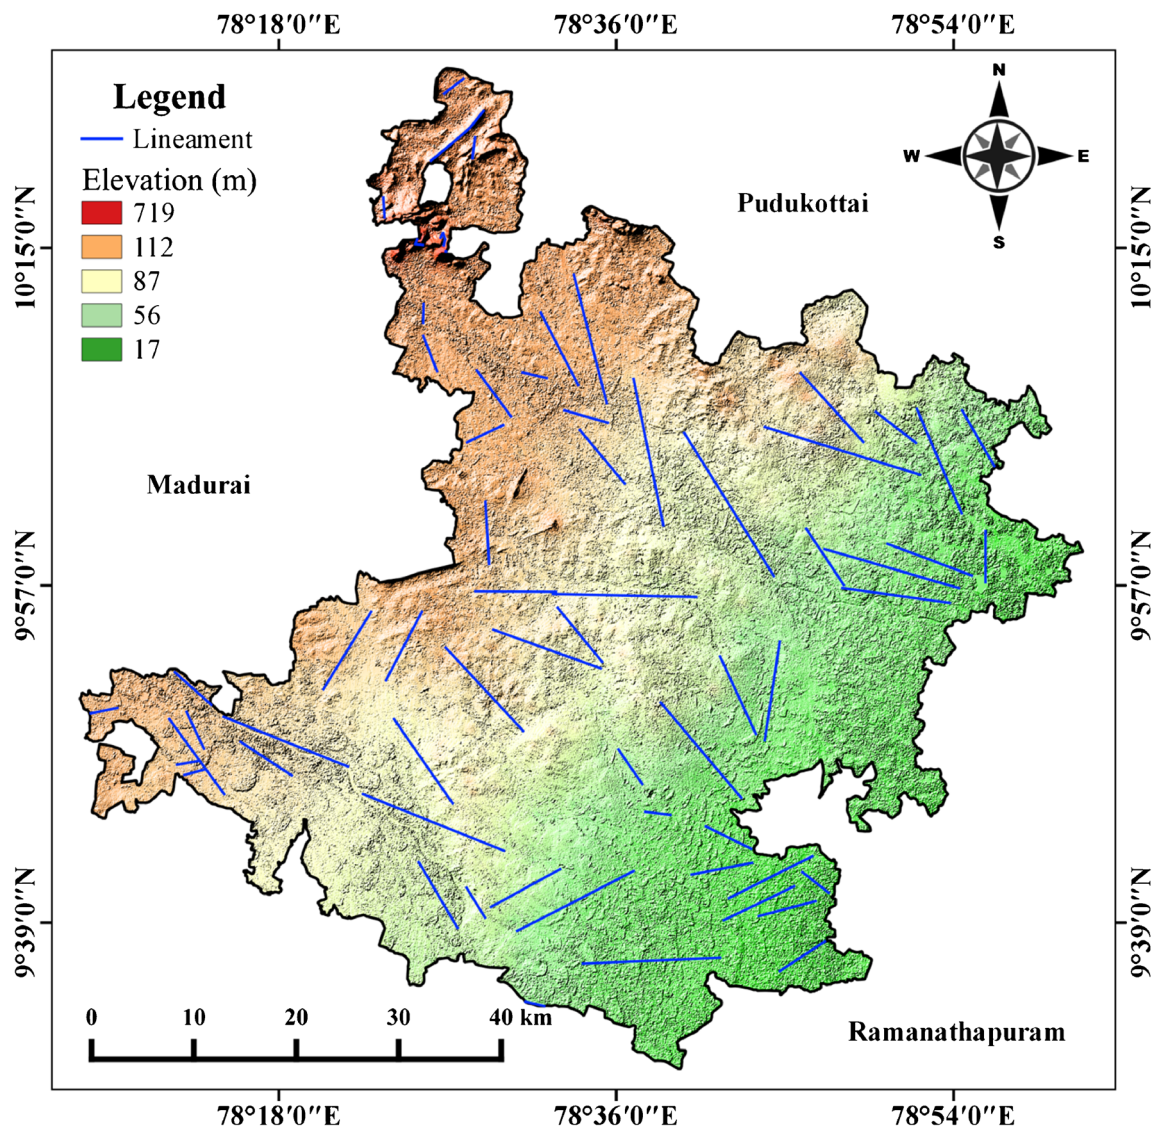 78°18'0"E 78°36'0"E 78°54'0"E
Legend
Lineament
Elevation (m)
719
112
87
56
17
N
W E
S
Pudukottai
10°15'0"N 10°15'0"N
Madurai
9°57'0"N 9°57'0"N
9°39'0"N 9°39'0"N
0 10 20 30 40 km
Ramanathapuram
78°18'0"E 78°36'0"E 78°54'0"E